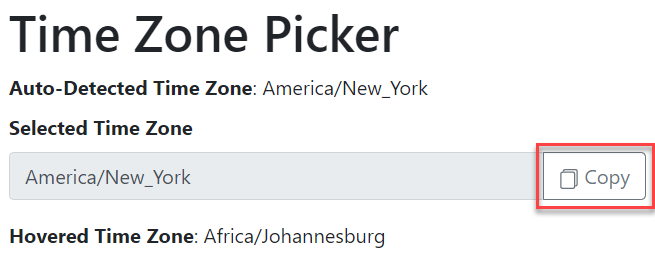 Time Zone Picker
Auto-Detected Time Zone: America/New_York
Selected Time Zone
America/New_York Copy
Hovered Time Zone: Africa/Johannesburg